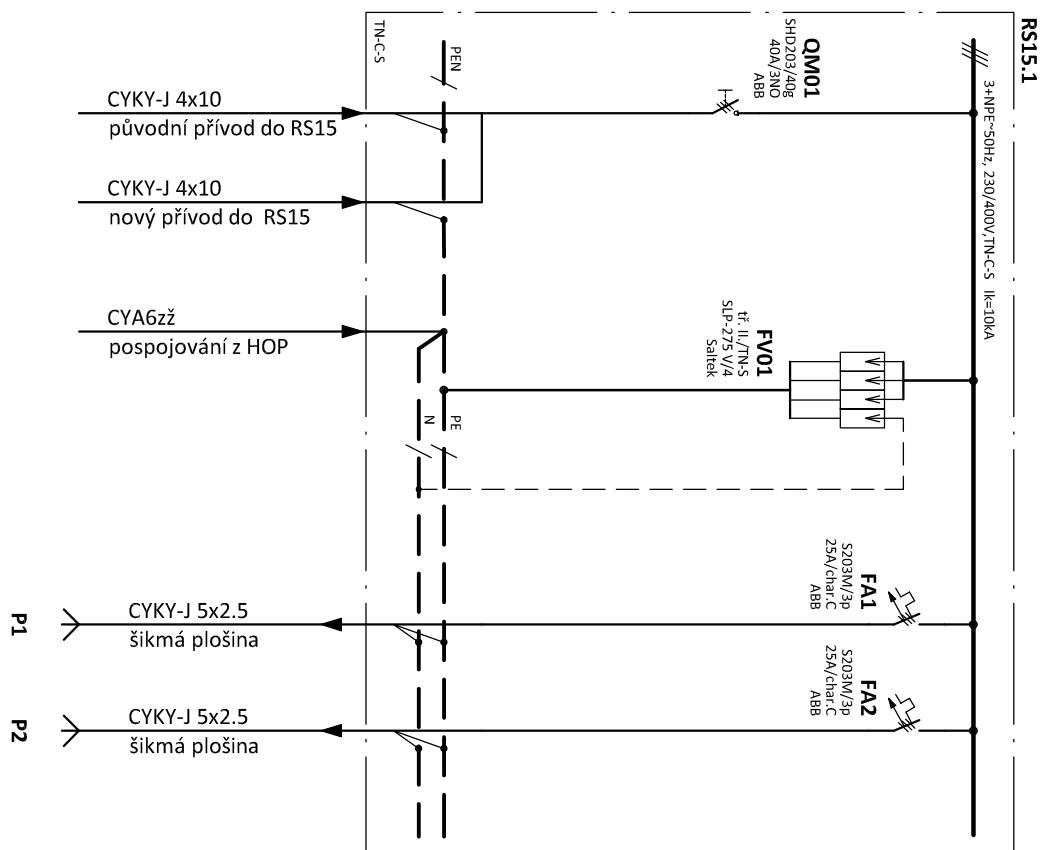 RS15.1
3+NPE~50Hz, 230/400V,TN-C-S Ik=10kA
TN-C-S
PEN
QM01
SHD203/40g
40A/3NO
ABB
CYKY-J 4x10
původní přívod do RS15
CYKY-J 4x10
nový přívod do RS15
CYA6zž
pospojování z HOP
FV01
tř. II./TN-S
SLP-275 V/4
Saltek
PE
N
FA1
S203M/3p
25A/char.C
ABB
P1
CYKY-J 5x2.5
šikmá plošina
FA2
S203M/3p
25A/char.C
ABB
P2
CYKY-J 5x2.5
šikmá plošina